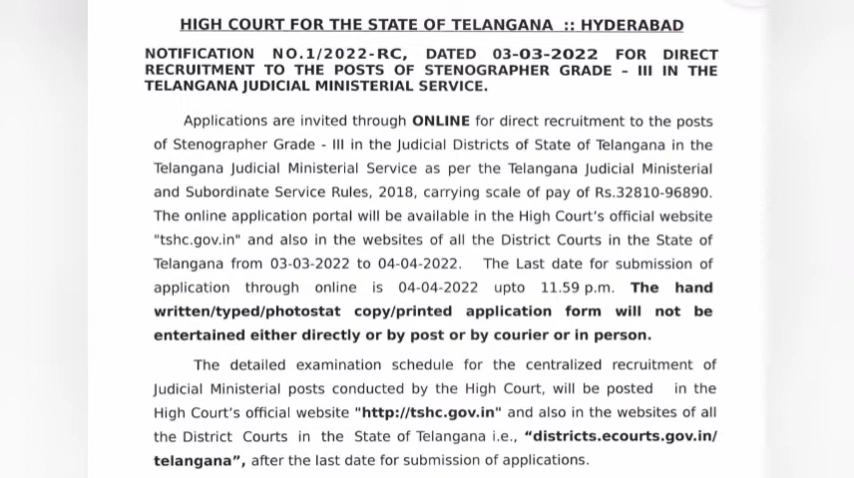 HIGH COURT FOR THE STATE OF TELANGANA :: HYDERABAD
NOTIFICATION NO.1/2022-RC, DATED 03-03-2022 FOR DIRECT
RECRUITMENT TO THE POSTS OF STENOGRAPHER GRADE – III IN THE
TELANGANA JUDICIAL MINISTERIAL SERVICE.
Applications are invited through ONLINE for direct recruitment to the posts
of Stenographer Grade - III in the Judicial Districts of State of Telangana in the
Telangana Judicial Ministerial Service as per the Telangana Judicial Ministerial
and Subordinate Service Rules, 2018, carrying scale of pay of Rs.32810-96890.
The online application portal will be available in the High Court's official website
"tshc.gov.in" and also in the websites of all the District Courts in the State of
Telangana from 03-03-2022 to 04-04-2022. The Last date for submission of
application through online is 04-04-2022 upto 11.59 p.m. The hand
written/typed/photostat copy/printed application form will not be
entertained either directly or by post or by courier or in person.
The detailed examination schedule for the centralized recruitment of
Judicial Ministerial posts conducted by the High Court, will be posted in the
High Court's official website "http://tshc.gov.in" and also in the websites of all
the District Courts in the State of Telangana i.e., “districts.ecourts.gov.in/
telangana”, after the last date for submission of applications.